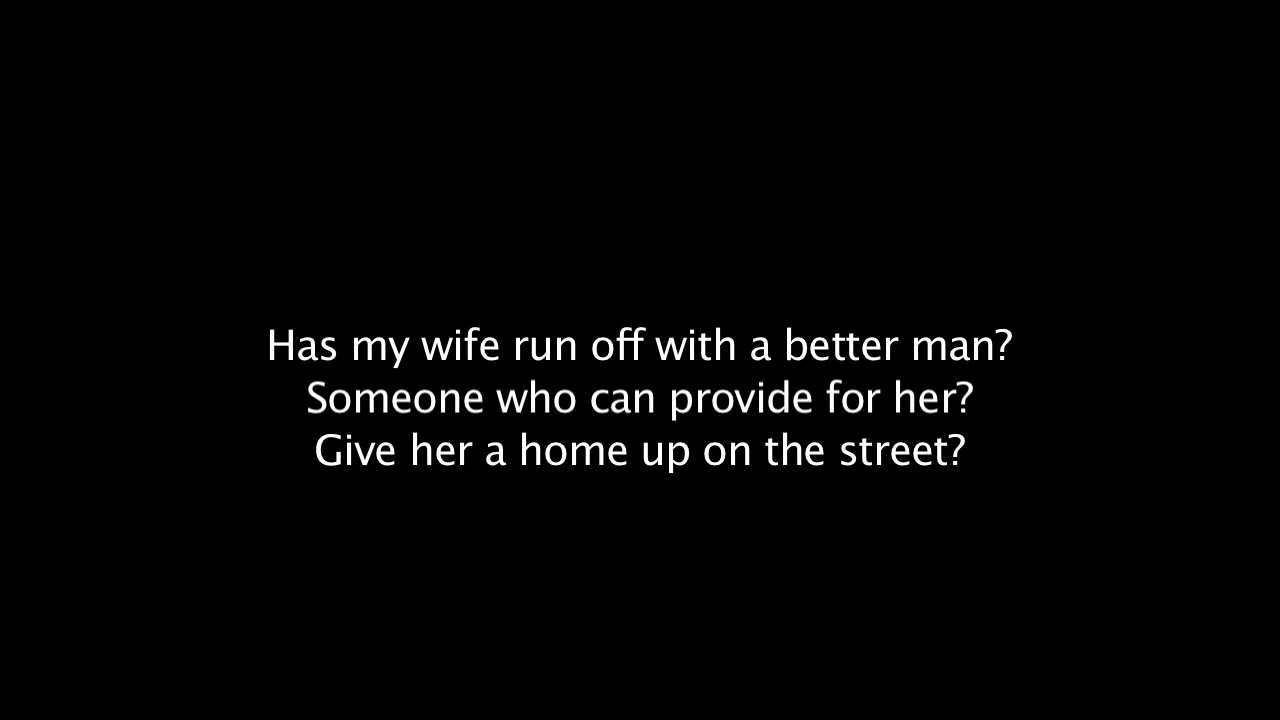 Has my wife run off with a better man?
Someone who can provide for her?
Give her a home up on the street?